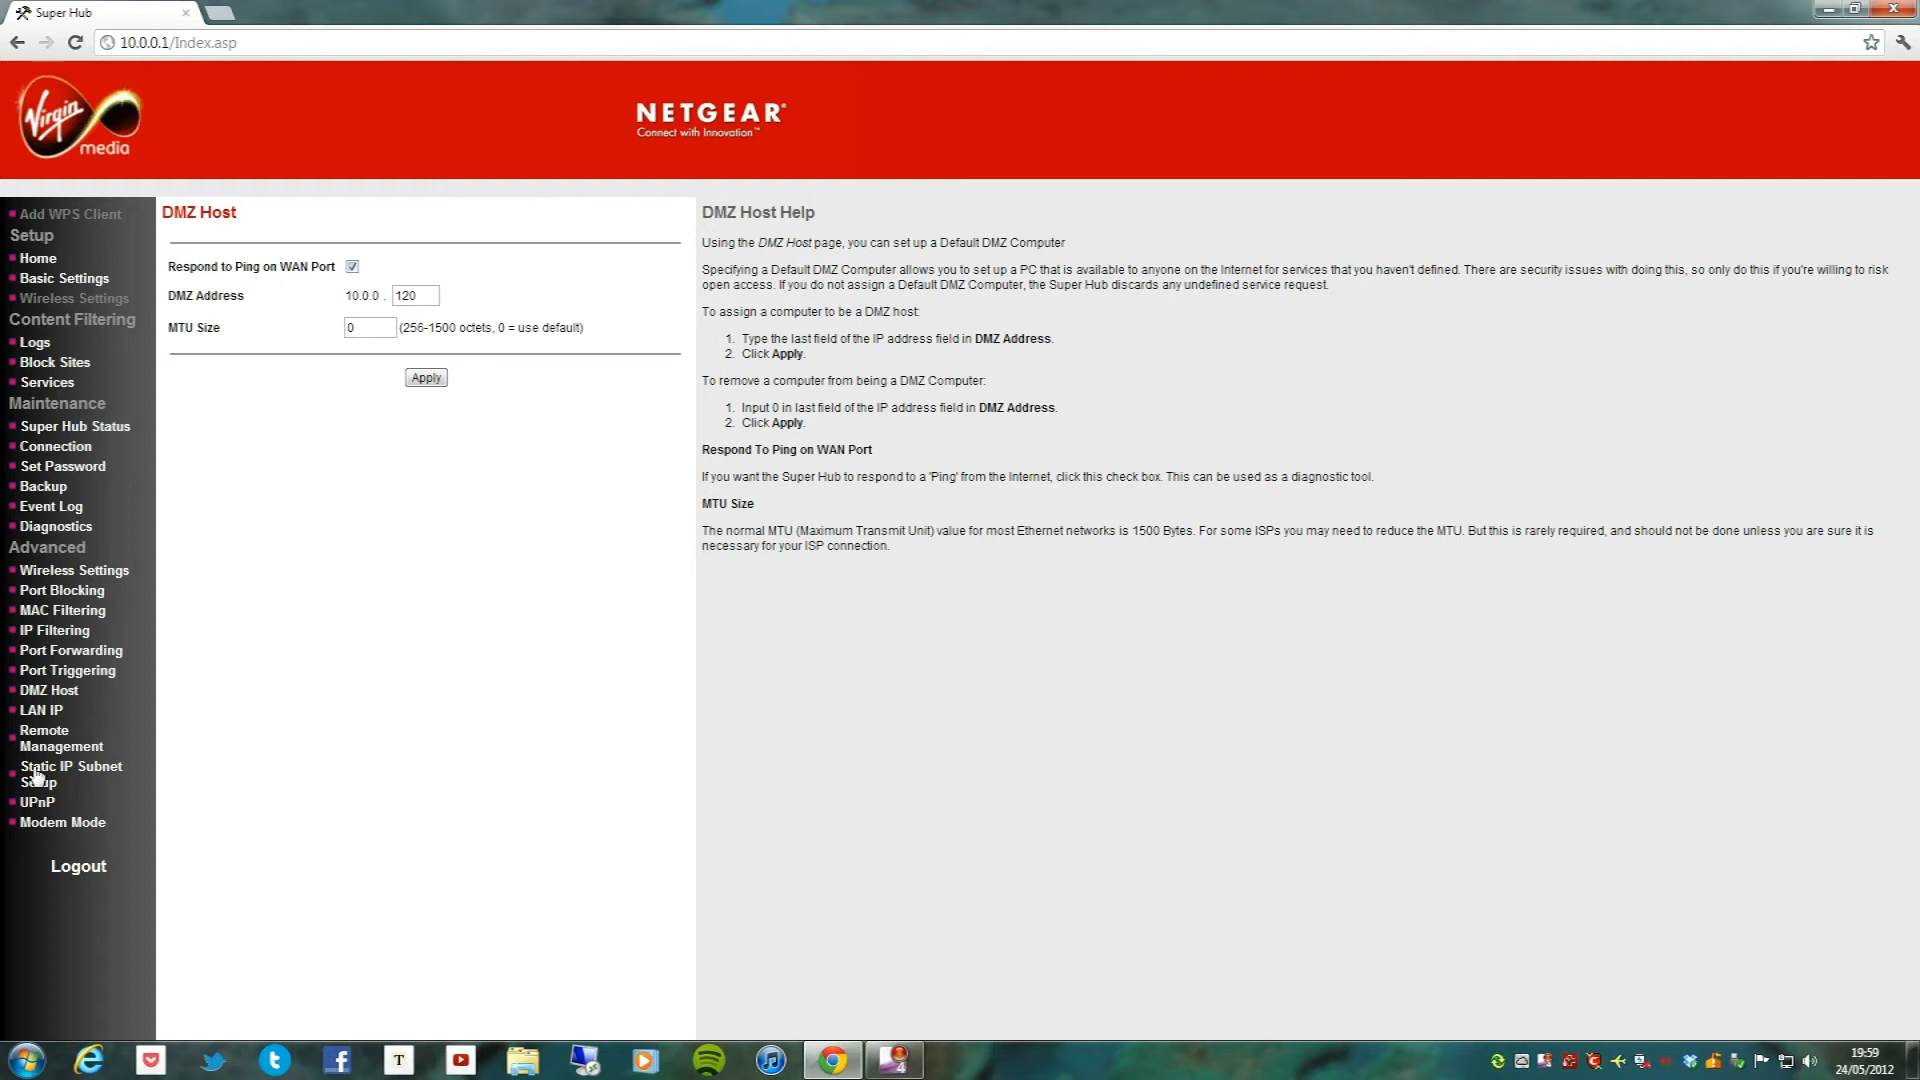 Super Hub
10.0.0.1/Index.asp
Virgin
media
NETGEAR®
Connect with Innovation™
Add WPS Client
Setup
Home
Basic Settings
Wireless Settings
Content Filtering
Logs
Block Sites
Services
Maintenance
Super Hub Status
Connection
Set Password
Backup
Event Log
Diagnostics
Advanced
Wireless Settings
Port Blocking
MAC Filtering
IP Filtering
Port Forwarding
Port Triggering
DMZ Host
LAN IP
Remote
Management
Static IP Subnet
Setup
UPnP
Modem Mode
Logout
DMZ Host
Respond to Ping on WAN Port
DMZ Address 10.0.0 . 120
MTU Size 0 (256-1500 octets, 0 = use default)
Apply
DMZ Host Help
Using the DMZ Host page, you can set up a Default DMZ Computer
Specifying a Default DMZ Computer allows you to set up a PC that is available to anyone on the Internet for services that you haven't defined. There are security issues with doing this, so only do this if you're willing to risk
open access. If you do not assign a Default DMZ Computer, the Super Hub discards any undefined service request.
To assign a computer to be a DMZ host:
1. Type the last field of the IP address field in DMZ Address.
2. Click Apply.
To remove a computer from being a DMZ Computer:
1. Input 0 in last field of the IP address field in DMZ Address.
2. Click Apply.
Respond To Ping on WAN Port
If you want the Super Hub to respond to a 'Ping' from the Internet, click this check box. This can be used as a diagnostic tool.
MTU Size
The normal MTU (Maximum Transmit Unit) value for most Ethernet networks is 1500 Bytes. For some ISPs you may need to reduce the MTU. But this is rarely required, and should not be done unless you are sure it is
necessary for your ISP connection.
T
4
19:59
24/05/2012